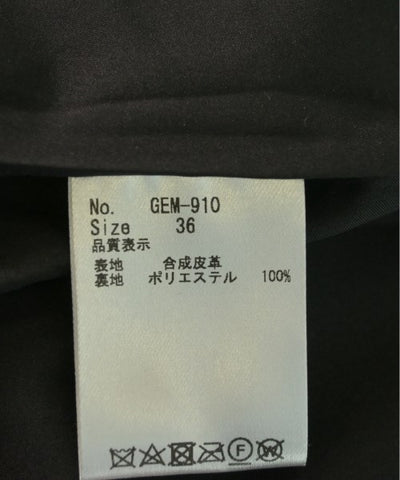 No. GEM-910
Size 36
品質表示
表地 合成皮革
裏地 ポリエステル 100%
F W